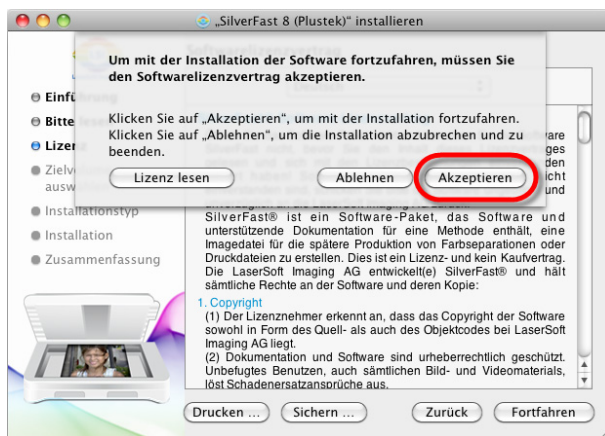 „SilverFast 8 (Plustek)“ installieren
Um mit der Installation der Software fortzufahren, müssen Sie
den Softwarelizenzvertrag akzeptieren.
Klicken Sie auf „Akzeptieren“, um mit der Installation fortzufahren.
Klicken Sie auf „Ablehnen“, um die Installation abzubrechen und zu
beenden.
Lizenz lesen
Ablehnen
Akzeptieren
Einführung
Bitte lesen
Lizenz
Zielv
ausw
Installationstyp
Installation
Zusammenfassung
Softwarelizenzvertrag
Deutsch
SilverFast® ist ein Software-Paket, das Software und
unterstützende Dokumentation für eine Methode enthält, eine
Imagedatei für die spätere Produktion von Farbseparationen oder
Druckdateien zu erstellen. Dies ist ein Lizenz- und kein Kaufvertrag.
Die LaserSoft Imaging AG entwickelt(e) SilverFast® und hält
sämtliche Rechte an der Software und deren Kopie:
1. Copyright
(1) Der Lizenznehmer erkennt an, dass das Copyright der Software
sowohl in Form des Quell- als auch des Objektcodes bei LaserSoft
Imaging AG liegt.
(2) Dokumentation und Software sind urheberrechtlich geschützt.
Unbefugtes Benutzen, auch sämtlichen Bild- und Videomaterials,
löst Schadenersatzansprüche aus.
Drucken ...
Sichern ...
Zurück
Fortfahren